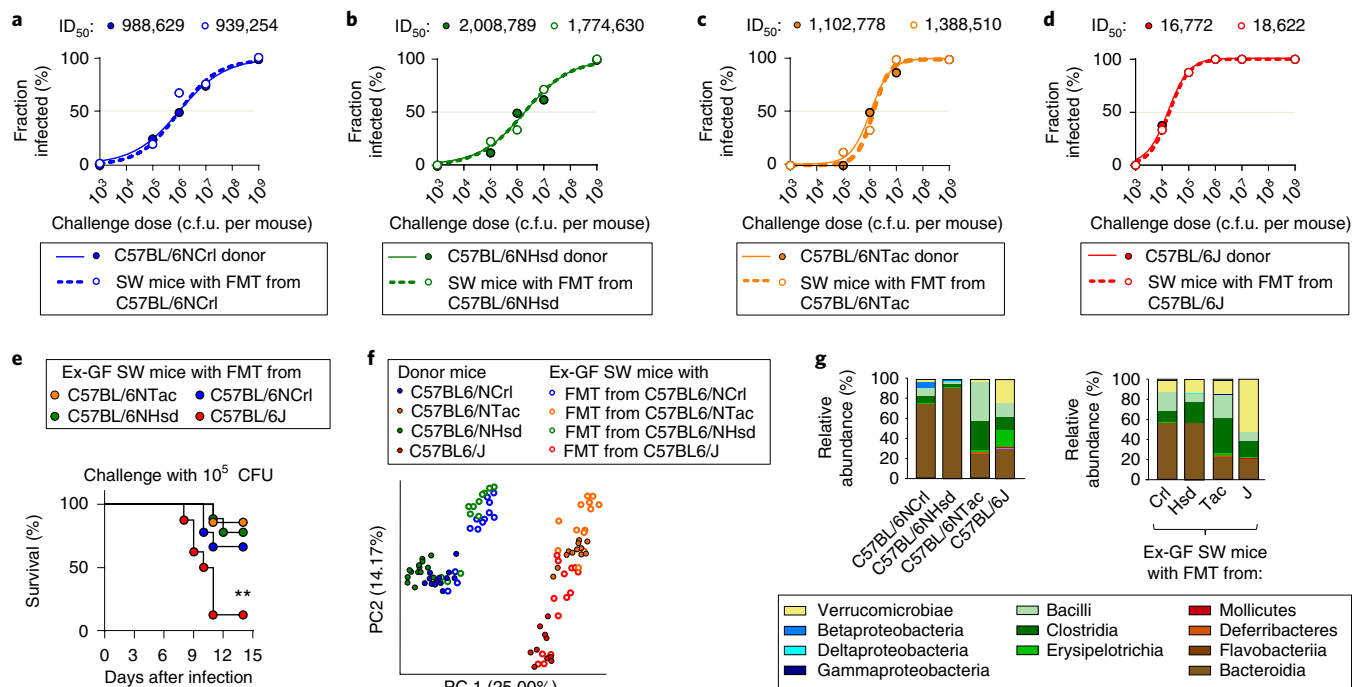 a
ID50: 988,629 939,254
Fraction infected (%)
100
50
0
10^3 10^4 10^5 10^6 10^7 10^8 10^9
Challenge dose (c.f.u. per mouse)
C57BL/6NCrl donor
SW mice with FMT from
C57BL/6NCrl
b
ID50: 2,008,789 1,774,630
Fraction infected (%)
100
50
0
10^3 10^4 10^5 10^6 10^7 10^8 10^9
Challenge dose (c.f.u. per mouse)
C57BL/6NHsd donor
SW mice with FMT from
C57BL/6NHsd
c
ID50: 1,102,778 1,388,510
Fraction infected (%)
100
50
0
10^3 10^4 10^5 10^6 10^7 10^8 10^9
Challenge dose (c.f.u. per mouse)
C57BL/6NTac donor
SW mice with FMT from
C57BL/6NTac
d
ID50: 16,772 18,622
Fraction infected (%)
100
50
0
10^3 10^4 10^5 10^6 10^7 10^8 10^9
Challenge dose (c.f.u. per mouse)
C57BL/6J donor
SW mice with FMT from
C57BL/6J
e
Ex-GF SW mice with FMT from
C57BL/6NTac C57BL/6NCrl
C57BL/6NHsd C57BL/6J
Challenge with 10^5 CFU
Survival (%)
100
50
0
**
0 3 6 9 12 15
Days after infection
f
Donor mice
C57BL6/NCrl
C57BL6/NTac
C57BL6/NHsd
C57BL6/J
Ex-GF SW mice with
FMT from C57BL6/NCrl
FMT from C57BL6/NTac
FMT from C57BL6/NHsd
FMT from C57BL6/J
PC2 (14.17%)
PC 1 (25.00%)
g
Relative abundance (%)
100
80
60
40
20
0
C57BL/6NCrl
C57BL/6NHsd
C57BL/6NTac
C57BL/6J
Relative abundance (%)
100
80
60
40
20
0
Crl
Hsd
Tac
J
Ex-GF SW mice
with FMT from:
Verrucomicrobiae
Betaproteobacteria
Deltaproteobacteria
Gammaproteobacteria
Bacilli
Clostridia
Erysipelotrichia
Mollicutes
Deferribacteres
Flavobacteriia
Bacteroidia